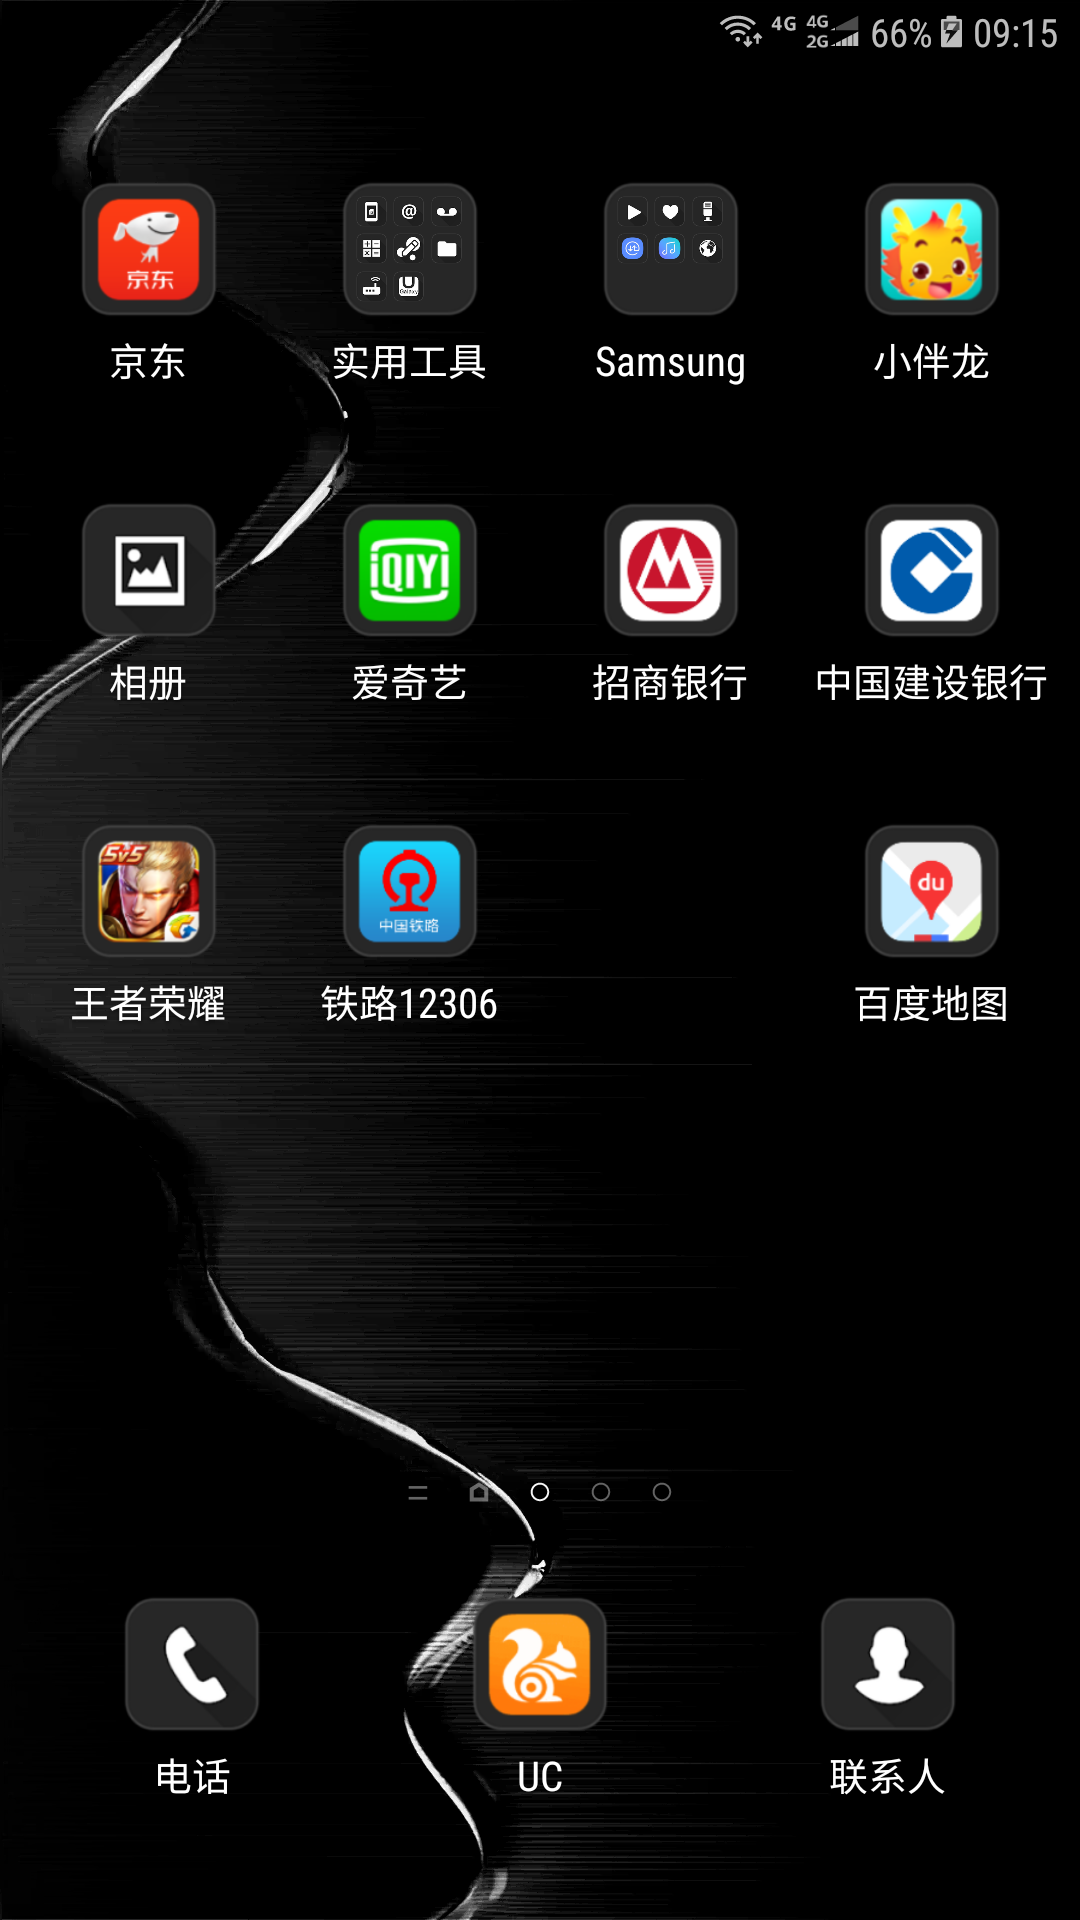 4G 4G 2G 66% 09:15
京东
@
Galaxy
京东 实用工具 Samsung 小伴龙
iQIYI
相册 爱奇艺 招商银行 中国建设银行
5v5
中国铁路
du
王者荣耀 铁路12306 百度地图
电话 UC 联系人